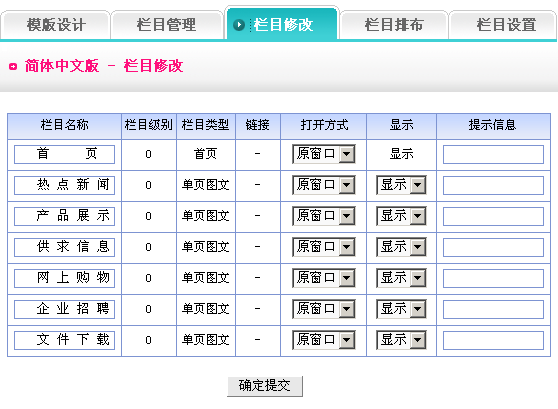 模版设计 栏目管理 栏目修改 栏目排布 栏目设置
简体中文版 - 栏目修改
栏目名称 栏目级别 栏目类型 链接 打开方式 显示 提示信息
首 页 0 首页 - 原窗口 显示
热 点 新 闻 0 单页图文 - 原窗口 显示
产 品 展 示 0 单页图文 - 原窗口 显示
供 求 信 息 0 单页图文 - 原窗口 显示
网 上 购 物 0 单页图文 - 原窗口 显示
企 业 招 聘 0 单页图文 - 原窗口 显示
文 件 下 载 0 单页图文 - 原窗口 显示
确定提交